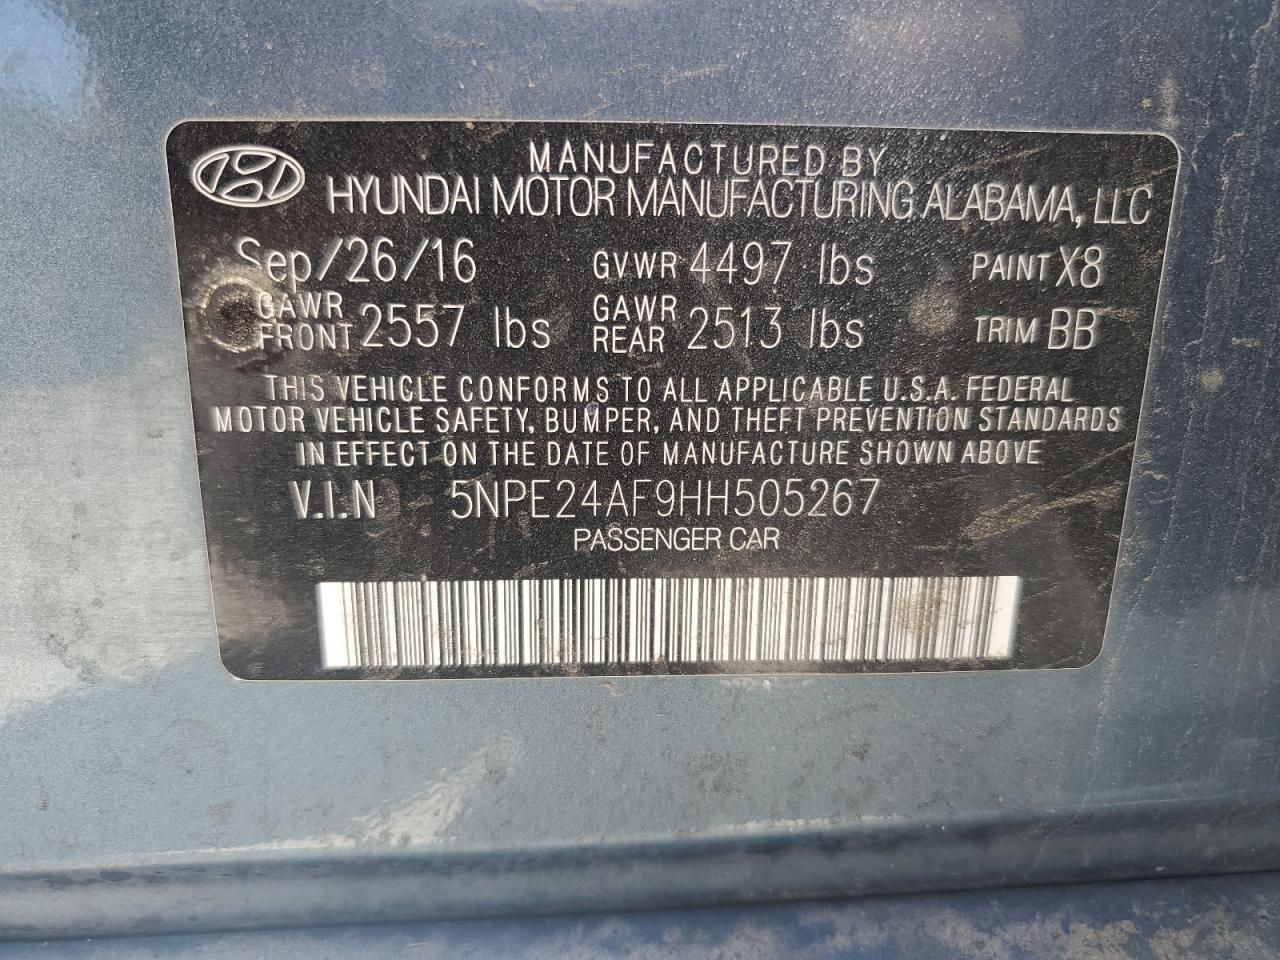 MANUFACTURED BY
HYUNDAI MOTOR MANUFACTURING ALABAMA, LLC
Sep/26/16 GVWR 4497 lbs PAINT X8
GAWR FRONT 2557 lbs GAWR REAR 2513 lbs TRIM BB
THIS VEHICLE CONFORMS TO ALL APPLICABLE U.S.A. FEDERAL
MOTOR VEHICLE SAFETY, BUMPER, AND THEFT PREVENTION STANDARDS
IN EFFECT ON THE DATE OF MANUFACTURE SHOWN ABOVE
V.I.N 5NPE24AF9HH505267
PASSENGER CAR